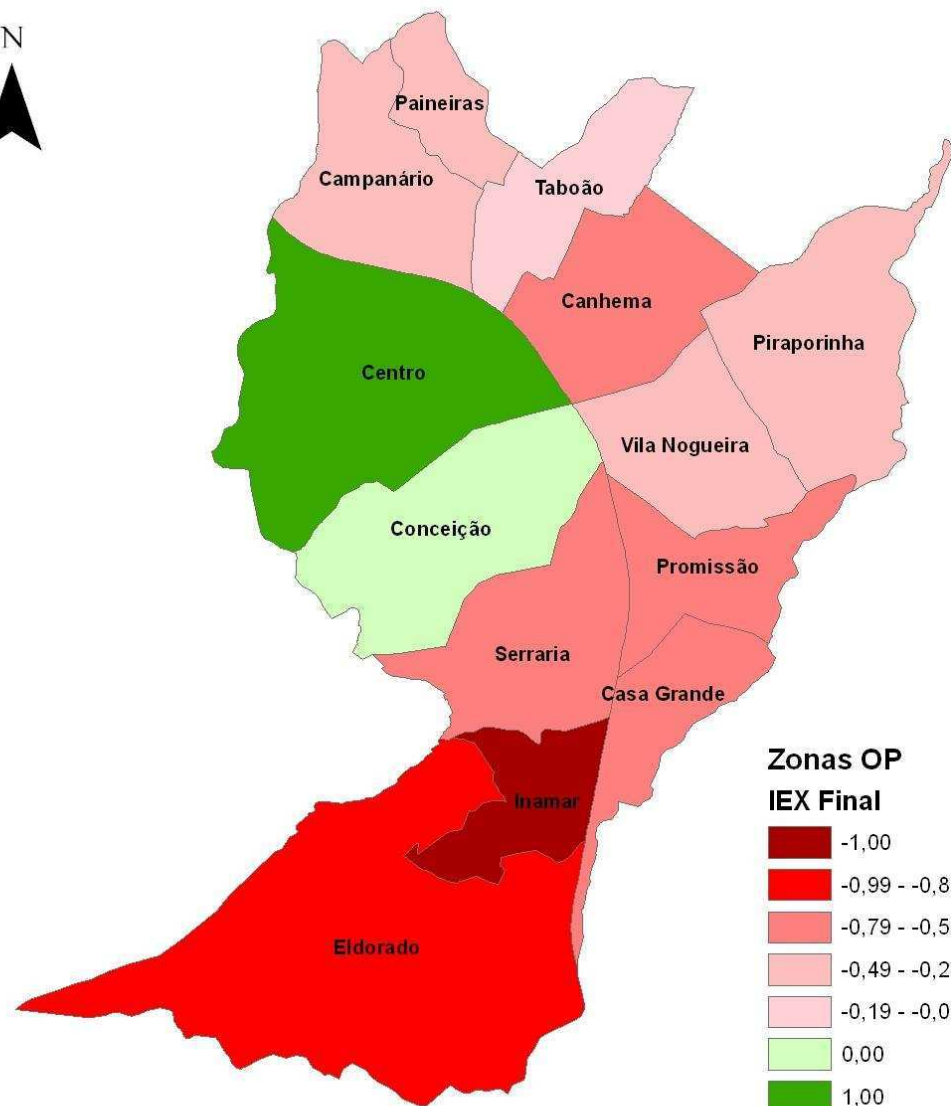 N
Paineiras
Campanário
Taboão
Canhema
Piraporinha
Centro
Vila Nogueira
Conceição
Promissão
Serraria
Casa Grande
Inamar
Eldorado
Zonas OP
IEX Final
-1,00
-0,99 - -0,8
-0,79 - -0,5
-0,49 - -0,2
-0,19 - -0,0
0,00
1,00